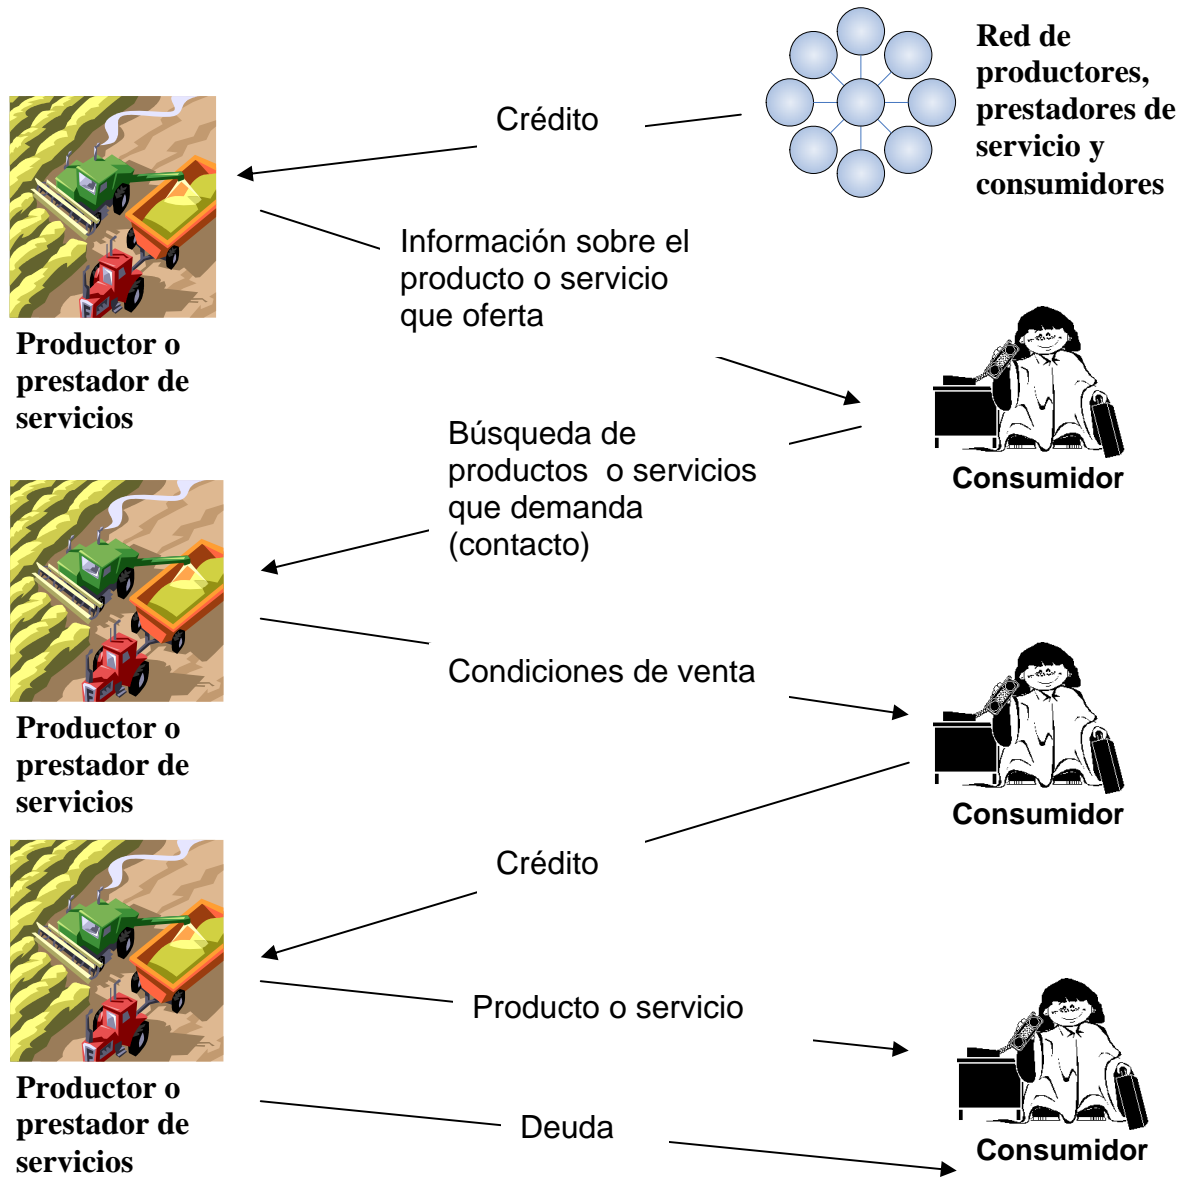 Red de
productores,
prestadores de
servicio y
consumidores
Crédito
Información sobre el
producto o servicio
que oferta
Productor o
prestador de
servicios
Búsqueda de
productos  o servicios
que demanda
(contacto)
Consumidor
Condiciones de venta
Productor o
prestador de
servicios
Consumidor
Crédito
Producto o servicio
Productor o
prestador de
servicios
Deuda
Consumidor